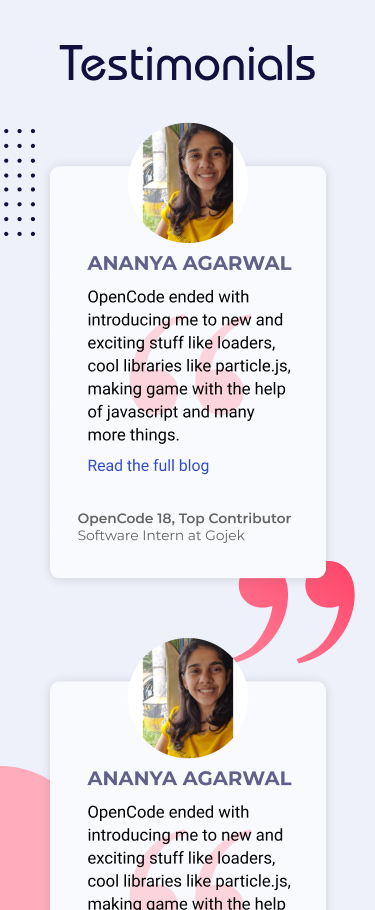 Testimonials
ANANYA AGARWAL
OpenCode ended with
introducing me to new and
exciting stuff like loaders,
cool libraries like particle.js,
making game with the help
of javascript and many
more things.
Read the full blog
OpenCode 18, Top Contributor
Software Intern at Gojek
ANANYA AGARWAL
OpenCode ended with
introducing me to new and
exciting stuff like loaders,
cool libraries like particle.js,
making game with the help